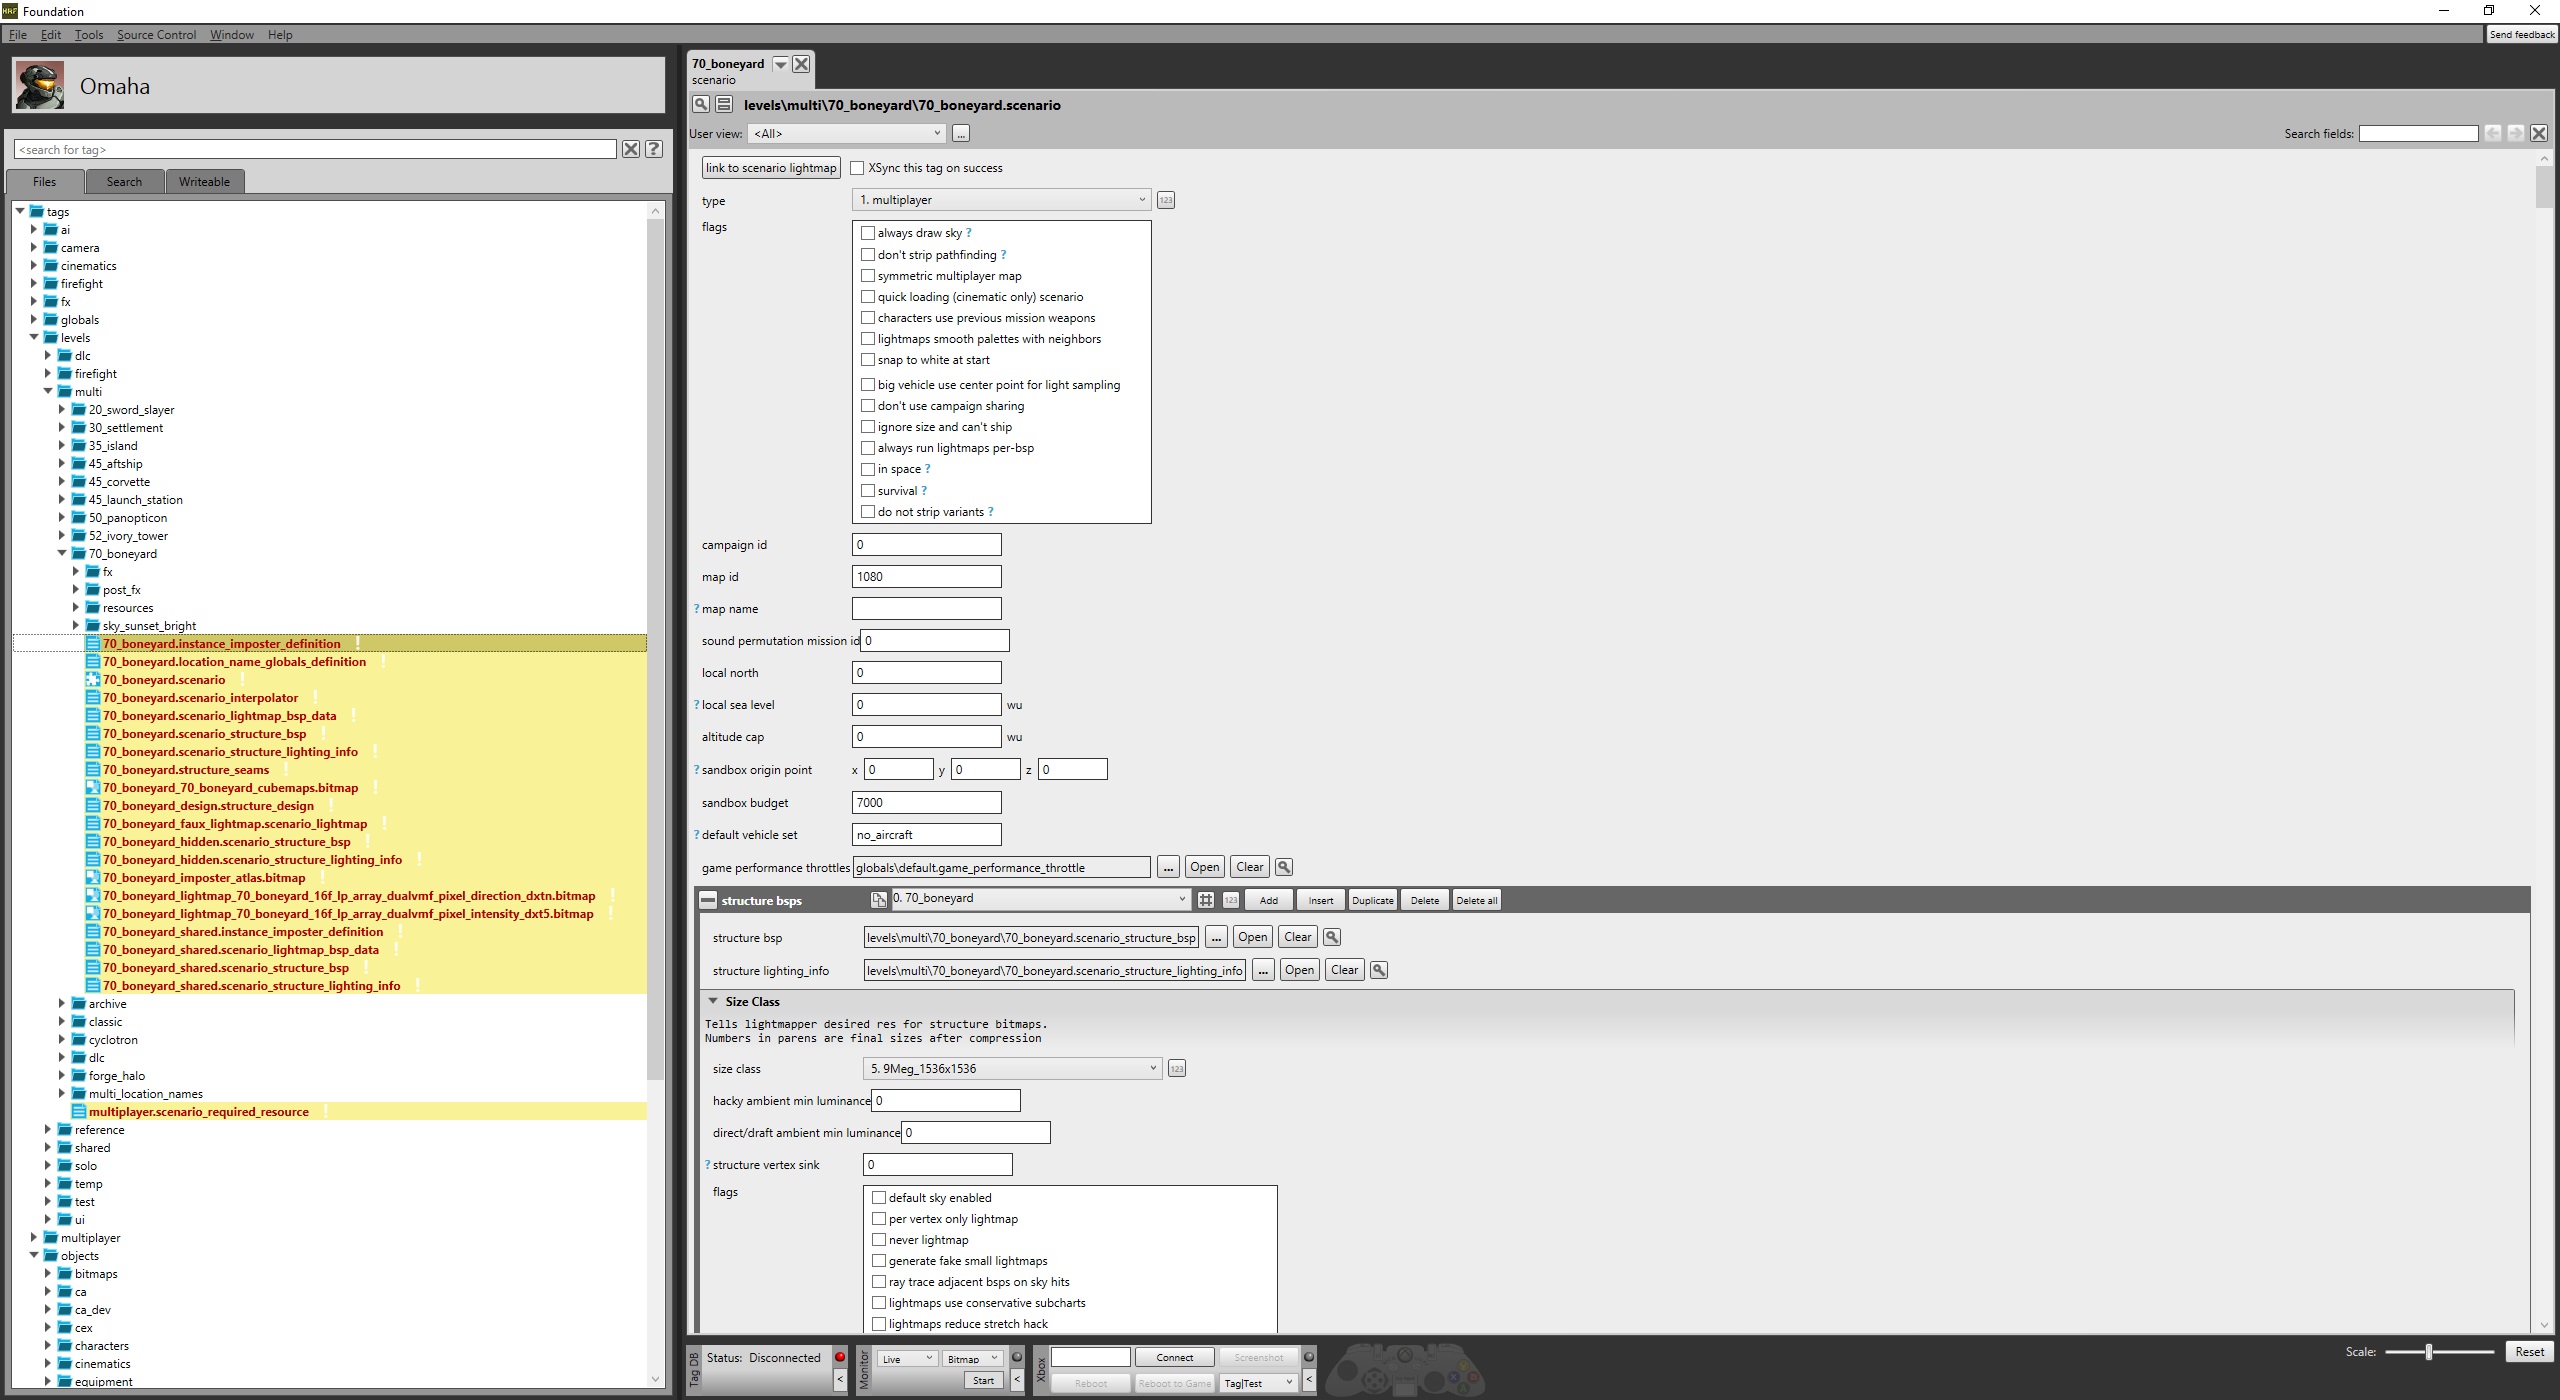 Foundation
File Edit Tools Source Control Window Help
Send feedback
Omaha
<search for tag>
Files Search Writeable
tags
ai
camera
cinematics
firefight
fx
globals
levels
dlc
firefight
multi
20_sword_slayer
30_settlement
35_island
45_aftship
45_corvette
45_launch_station
50_panopticon
52_ivory_tower
70_boneyard
fx
post_fx
resources
sky_sunset_bright
70_boneyard.instance_imposter_definition
70_boneyard.location_name_globals_definition
70_boneyard.scenario
70_boneyard.scenario_interpolator
70_boneyard.scenario_lightmap_bsp_data
70_boneyard.scenario_structure_bsp
70_boneyard.scenario_structure_lighting_info
70_boneyard.structure_seams
70_boneyard_70_boneyard_cubemaps.bitmap
70_boneyard_design.structure_design
70_boneyard_faux_lightmap.scenario_lightmap
70_boneyard_hidden.scenario_structure_bsp
70_boneyard_hidden.scenario_structure_lighting_info
70_boneyard_imposter_atlas.bitmap
70_boneyard_lightmap_70_boneyard_16f_lp_array_dualvmf_pixel_direction_dxtn.bitmap
70_boneyard_lightmap_70_boneyard_16f_lp_array_dualvmf_pixel_intensity_dxt5.bitmap
70_boneyard_shared.instance_imposter_definition
70_boneyard_shared.scenario_lightmap_bsp_data
70_boneyard_shared.scenario_structure_bsp
70_boneyard_shared.scenario_structure_lighting_info
archive
classic
cyclotron
dlc
forge_halo
multi_location_names
multiplayer.scenario_required_resource
reference
shared
solo
temp
test
ui
multiplayer
objects
bitmaps
ca
ca_dev
cex
characters
cinematics
equipment
70_boneyard
scenario
levels\multi\70_boneyard\70_boneyard.scenario
User view: <All> ... Search fields:
link to scenario lightmap XSync this tag on success
type 1. multiplayer 123
flags
always draw sky ?
don't strip pathfinding ?
symmetric multiplayer map
quick loading (cinematic only) scenario
characters use previous mission weapons
lightmaps smooth palettes with neighbors
snap to white at start
big vehicle use center point for light sampling
don't use campaign sharing
ignore size and can't ship
always run lightmaps per-bsp
in space ?
survival ?
do not strip variants ?
campaign id 0
map id 1080
? map name
sound permutation mission id 0
local north 0
? local sea level 0 wu
altitude cap 0 wu
? sandbox origin point x 0 y 0 z 0
sandbox budget 7000
? default vehicle set no_aircraft
game performance throttles globals\default.game_performance_throttle ... Open Clear
structure bsps 0. 70_boneyard 123 Add Insert Duplicate Delete Delete all
structure bsp levels\multi\70_boneyard\70_boneyard.scenario_structure_bsp ... Open Clear
structure lighting_info levels\multi\70_boneyard\70_boneyard.scenario_structure_lighting_info ... Open Clear
Size Class
Tells lightmapper desired res for structure bitmaps.
Numbers in parens are final sizes after compression
size class 5. 9Meg_1536x1536 123
hacky ambient min luminance 0
direct/draft ambient min luminance 0
? structure vertex sink 0
flags
default sky enabled
per vertex only lightmap
never lightmap
generate fake small lightmaps
ray trace adjacent bsps on sky hits
lightmaps use conservative subcharts
lightmaps reduce stretch hack
Tag DB Status: Disconnected <
Monitor Live Bitmap Start <
Xbox Connect Screenshot Reboot Reboot to Game Tag|Test <
Scale: Reset